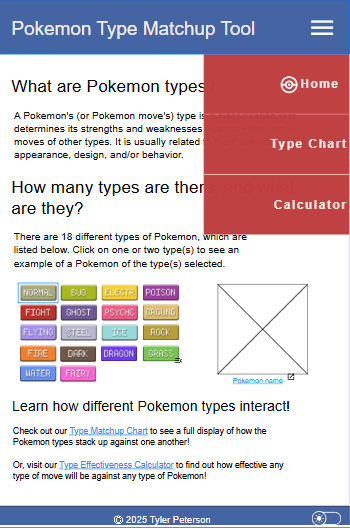 Pokemon Type Matchup Tool
What are Pokemon types?
Home
A Pokemon's (or Pokemon move's) type is
determines its strengths and weaknesses
moves of other types. It is usually related
appearance, design, and/or behavior.
Type Chart
How many types are there, and what
are they?
Calculator
There are 18 different types of Pokemon, which are
listed below. Click on one or two type(s) to see an
example of a Pokemon of the type(s) selected.
NORMAL BUG ELECTR POISON
FIGHT GHOST PSYCHC GROUND
FLYING STEEL ICE ROCK
FIRE DARK DRAGON GRASS
WATER FAIRY
Pokemon name
Learn how different Pokemon types interact!
Check out our Type Matchup Chart to see a full display of how the
Pokemon types stack up against one another!
Or, visit our Type Effectiveness Calculator to find out how effective any
type of move will be against any type of Pokemon!
© 2025 Tyler Peterson